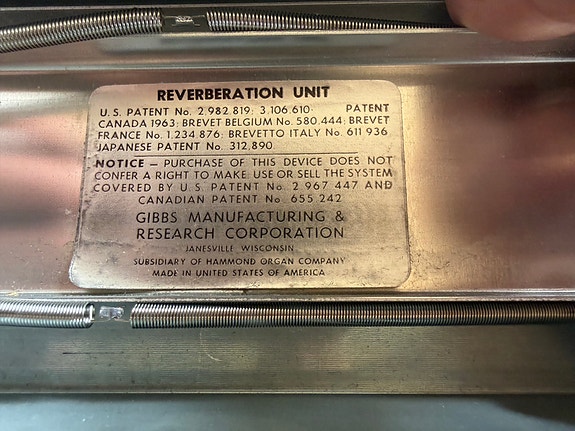 REVERBERATION UNIT
U.S. PATENT No. 2.982.819; 3.106.610· PATENT
CANADA 1963; BREVET BELGIUM No. 580.444; BREVET
FRANCE No. 1.234.876; BREVETTO ITALY No. 611 936
JAPANESE PATENT No. 312.890
NOTICE — PURCHASE OF THIS DEVICE DOES NOT
CONFER A RIGHT TO MAKE. USE OR SELL THE SYSTEM
COVERED BY U.S. PATENT No. 2 967 447 AND
CANADIAN PATENT No. 655 242
GIBBS MANUFACTURING &
RESEARCH CORPORATION
JANESVILLE, WISCONSIN
SUBSIDIARY OF HAMMOND ORGAN COMPANY
MADE IN UNITED STATES OF AMERICA